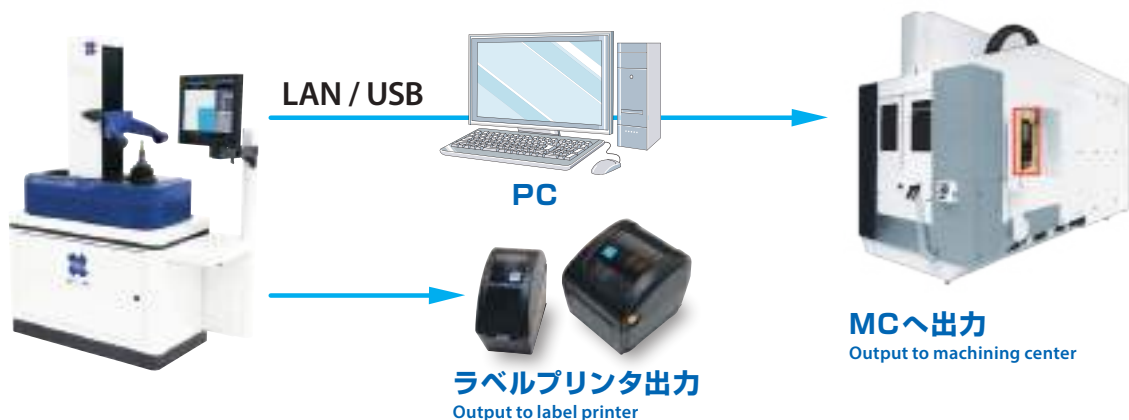 LAN / USB
PC
MCへ出力
Output to machining center
ラベルプリンタ出力
Output to label printer